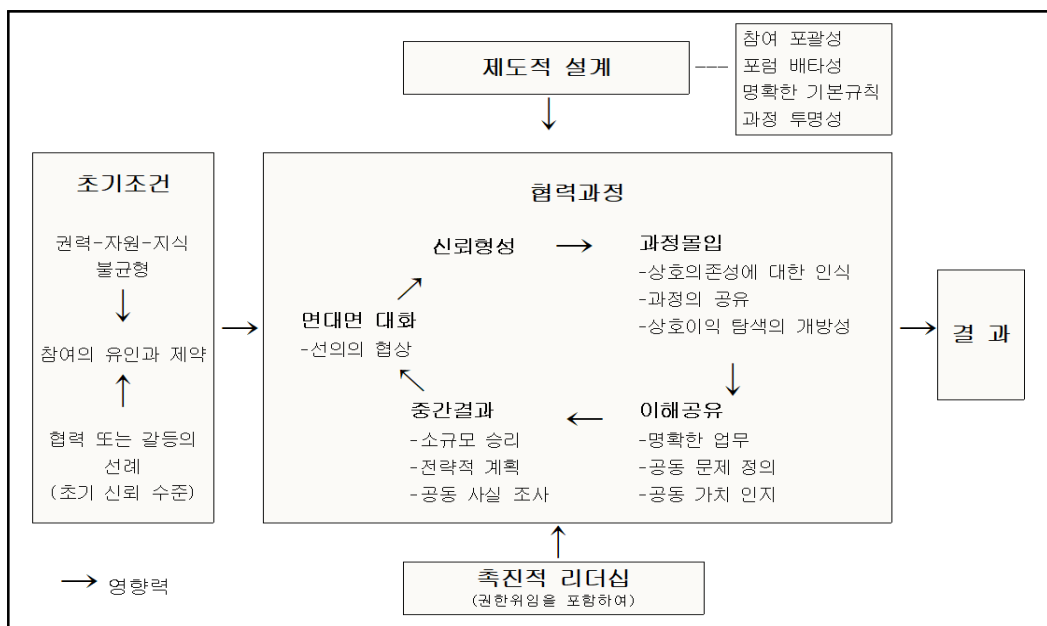 제도적 설계
참여 포괄성
포럼 배타성
명확한 기본규칙
과정 투명성
초기조건
권력-자원-지식
불균형
참여의 유인과 제약
협력 또는 갈등의
선례
(초기 신뢰 수준)
협력과정
신뢰형성
과정몰입
-상호의존성에 대한 인식
-과정의 공유
-상호이익 탐색의 개방성
면대면 대화
-선의의 협상
중간결과
-소규모 승리
-전략적 계획
-공동 사실 조사
이해공유
-명확한 업무
-공동 문제 정의
-공동 가치 인지
결 과
촉진적 리더십
(권한위임을 포함하여)
영향력